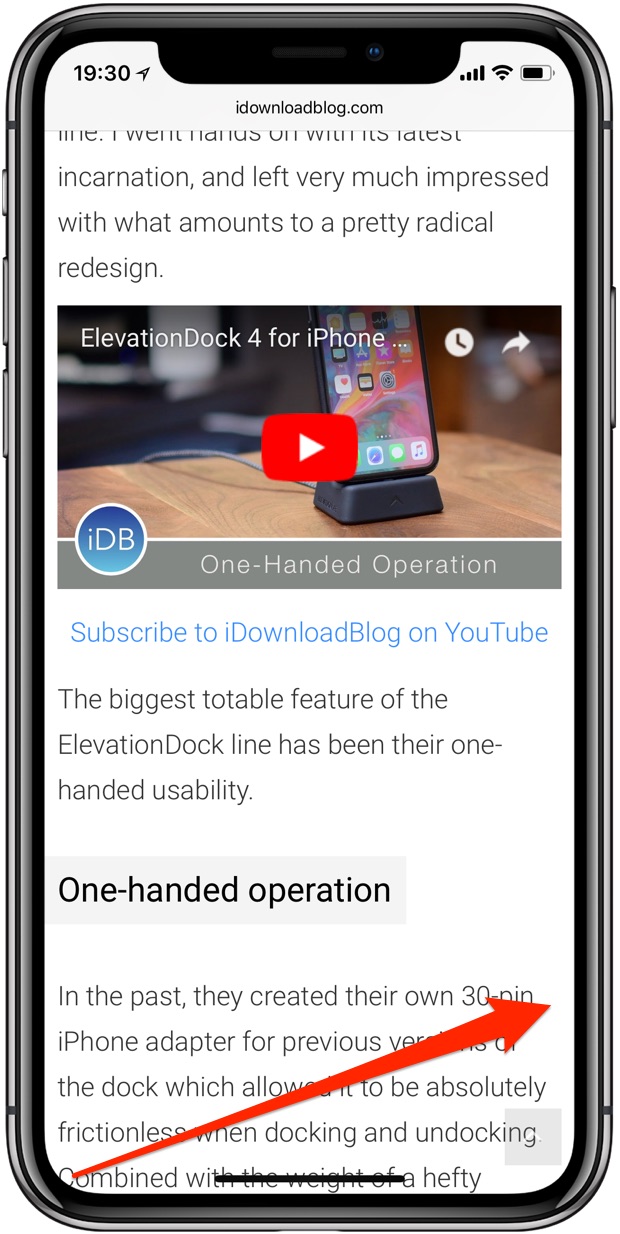 19:30
idownloadblog.com
line. I went hands on with its latest
incarnation, and left very much impressed
with what amounts to a pretty radical
redesign.
ElevationDock 4 for iPhone ...
iDB
One-Handed Operation
Subscribe to iDownloadBlog on YouTube
The biggest totable feature of the
ElevationDock line has been their one-
handed usability.
One-handed operation
In the past, they created their own 30-pin
iPhone adapter for previous versions of
the dock which allowed it to be absolutely
frictionless when docking and undocking.
Combined with the weight of a hefty